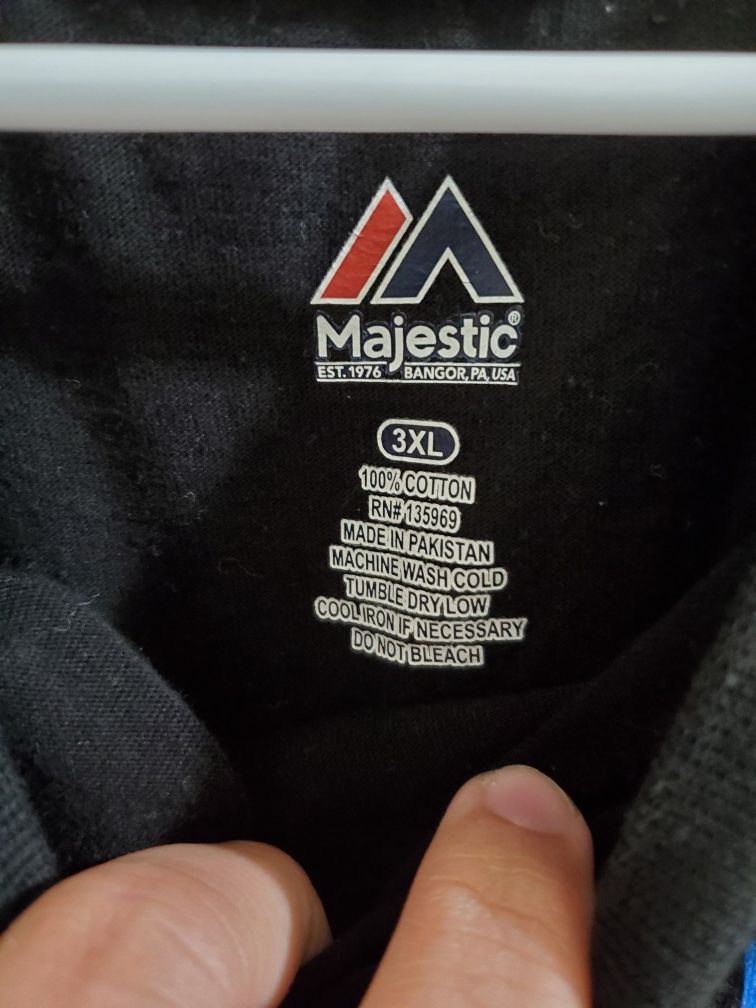 Majestic®
EST. 1976 BANGOR, PA, USA
3XL
100% COTTON
RN# 135969
MADE IN PAKISTAN
MACHINE WASH COLD
TUMBLE DRY LOW
COOL IRON IF NECESSARY
DO NOT BLEACH